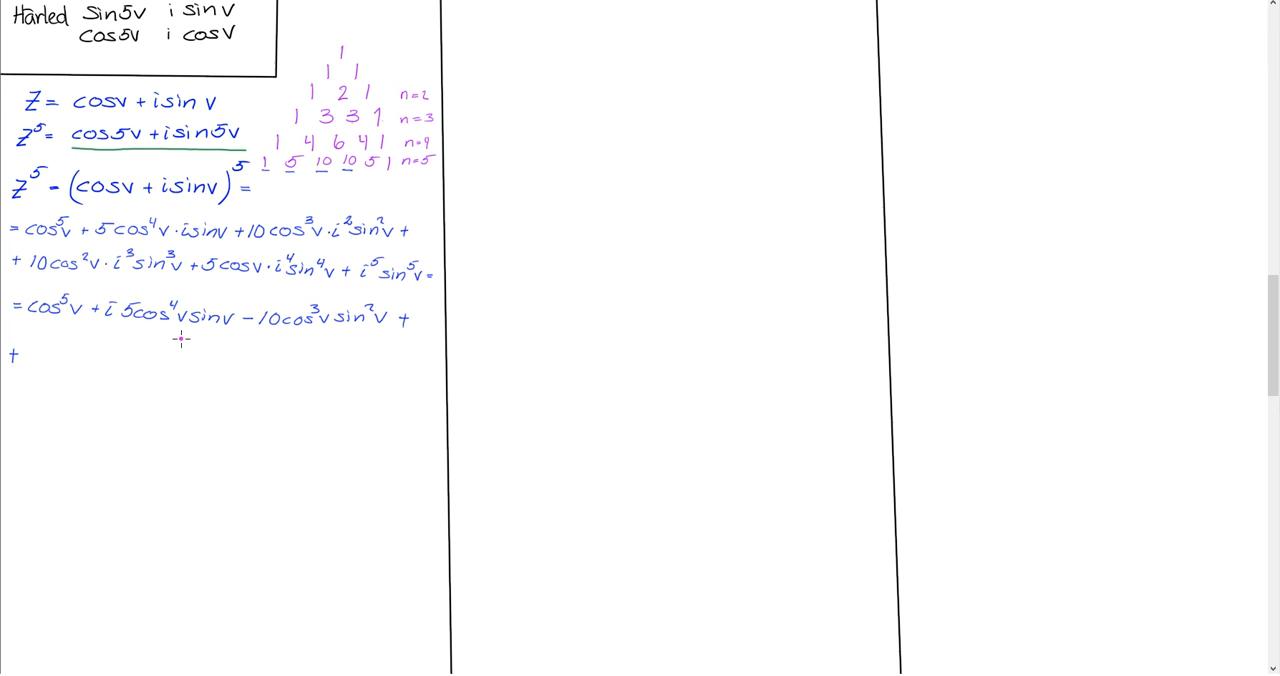 Härled sin5v i sinv
cos5v i cosv
1
1 1
1 2 1 n=2
1 3 3 1 n=3
1 4 6 4 1 n=4
1 5 10 10 5 1 n=5
z = cosv + i sin v
z⁵ = cos5v + i sin5v
z⁵ = (cosv + i sinv)⁵ =
= cos⁵v + 5cos⁴v · i sinv + 10cos³v · i² sin²v +
+ 10cos²v · i³ sin³v + 5cosv · i⁴ sin⁴v + i⁵ sin⁵v =
= cos⁵v + i 5cos⁴v sinv − 10cos³v sin²v +
+